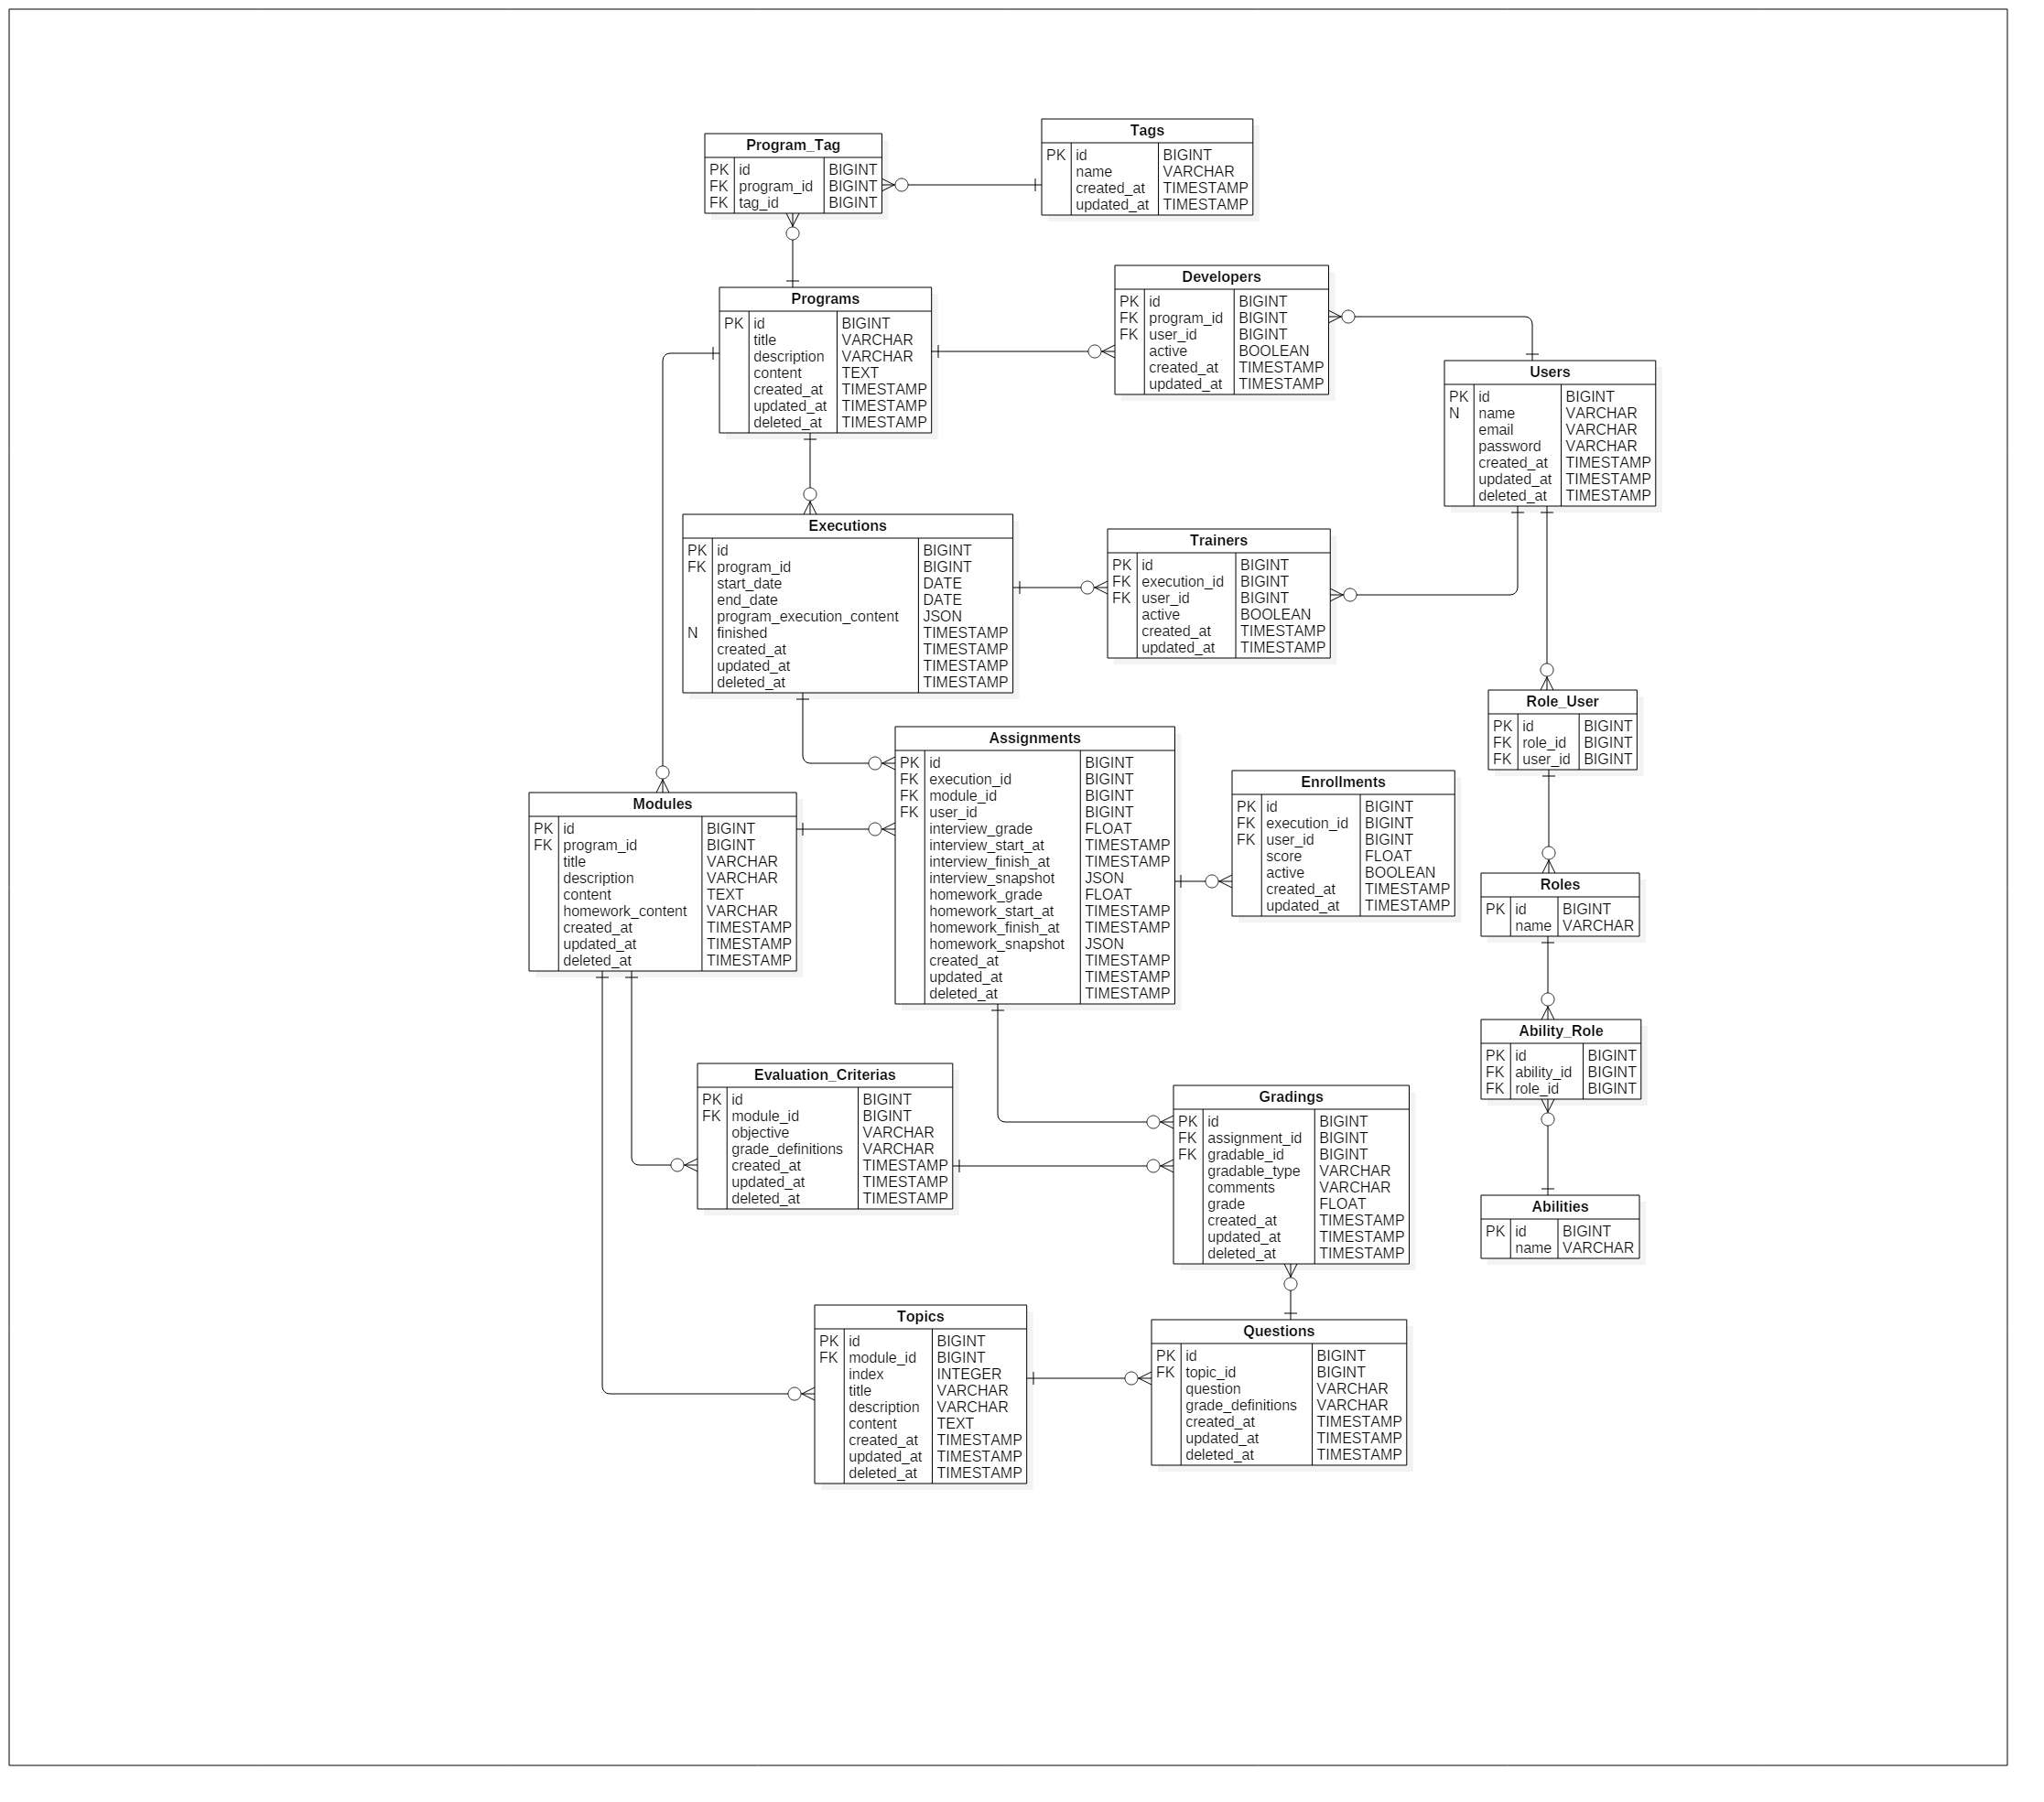 Program_Tag
PK id BIGINT
FK program_id BIGINT
FK tag_id BIGINT
Tags
PK id BIGINT
name VARCHAR
created_at TIMESTAMP
updated_at TIMESTAMP
Programs
PK id BIGINT
title VARCHAR
description VARCHAR
content TEXT
created_at TIMESTAMP
updated_at TIMESTAMP
deleted_at TIMESTAMP
Developers
PK id BIGINT
FK program_id BIGINT
FK user_id BIGINT
active BOOLEAN
created_at TIMESTAMP
updated_at TIMESTAMP
Users
PK id BIGINT
N name VARCHAR
email VARCHAR
password VARCHAR
created_at TIMESTAMP
updated_at TIMESTAMP
deleted_at TIMESTAMP
Executions
PK id BIGINT
FK program_id BIGINT
start_date DATE
end_date DATE
program_execution_content JSON
N finished TIMESTAMP
created_at TIMESTAMP
updated_at TIMESTAMP
deleted_at TIMESTAMP
Trainers
PK id BIGINT
FK execution_id BIGINT
FK user_id BIGINT
active BOOLEAN
created_at TIMESTAMP
updated_at TIMESTAMP
Role_User
PK id BIGINT
FK role_id BIGINT
FK user_id BIGINT
Assignments
PK id BIGINT
FK execution_id BIGINT
FK module_id BIGINT
FK user_id BIGINT
interview_grade FLOAT
interview_start_at TIMESTAMP
interview_finish_at TIMESTAMP
interview_snapshot JSON
homework_grade FLOAT
homework_start_at TIMESTAMP
homework_finish_at TIMESTAMP
homework_snapshot JSON
created_at TIMESTAMP
updated_at TIMESTAMP
deleted_at TIMESTAMP
Enrollments
PK id BIGINT
FK execution_id BIGINT
FK user_id BIGINT
score FLOAT
active BOOLEAN
created_at TIMESTAMP
updated_at TIMESTAMP
Modules
PK id BIGINT
FK program_id BIGINT
title VARCHAR
description VARCHAR
content TEXT
homework_content VARCHAR
created_at TIMESTAMP
updated_at TIMESTAMP
deleted_at TIMESTAMP
Roles
PK id BIGINT
name VARCHAR
Ability_Role
PK id BIGINT
FK ability_id BIGINT
FK role_id BIGINT
Evaluation_Criterias
PK id BIGINT
FK module_id BIGINT
objective VARCHAR
grade_definitions VARCHAR
created_at TIMESTAMP
updated_at TIMESTAMP
deleted_at TIMESTAMP
Gradings
PK id BIGINT
FK assignment_id BIGINT
FK gradable_id BIGINT
gradable_type VARCHAR
comments VARCHAR
grade FLOAT
created_at TIMESTAMP
updated_at TIMESTAMP
deleted_at TIMESTAMP
Abilities
PK id BIGINT
name VARCHAR
Topics
PK id BIGINT
FK module_id BIGINT
index INTEGER
title VARCHAR
description VARCHAR
content TEXT
created_at TIMESTAMP
updated_at TIMESTAMP
deleted_at TIMESTAMP
Questions
PK id BIGINT
FK topic_id BIGINT
question VARCHAR
grade_definitions VARCHAR
created_at TIMESTAMP
updated_at TIMESTAMP
deleted_at TIMESTAMP